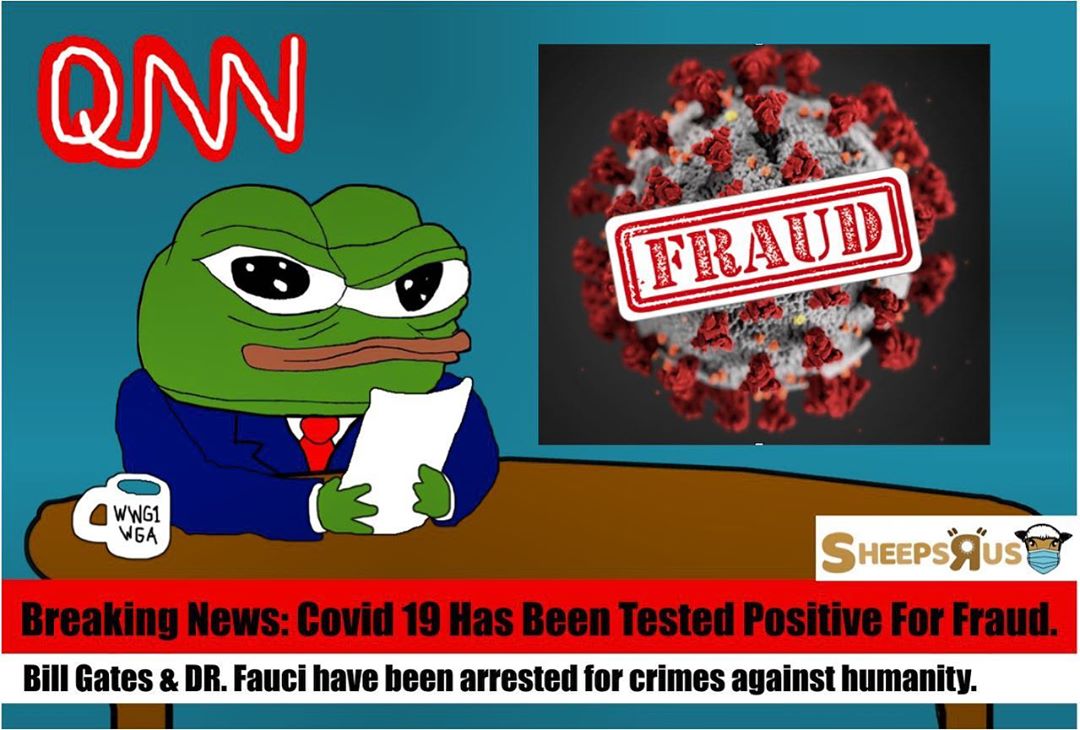 QNN
FRAUD
WWG1
WGA
SHEEPSЯUS
Breaking News: Covid 19 Has Been Tested Positive For Fraud.
Bill Gates & DR. Fauci have been arrested for crimes against humanity.